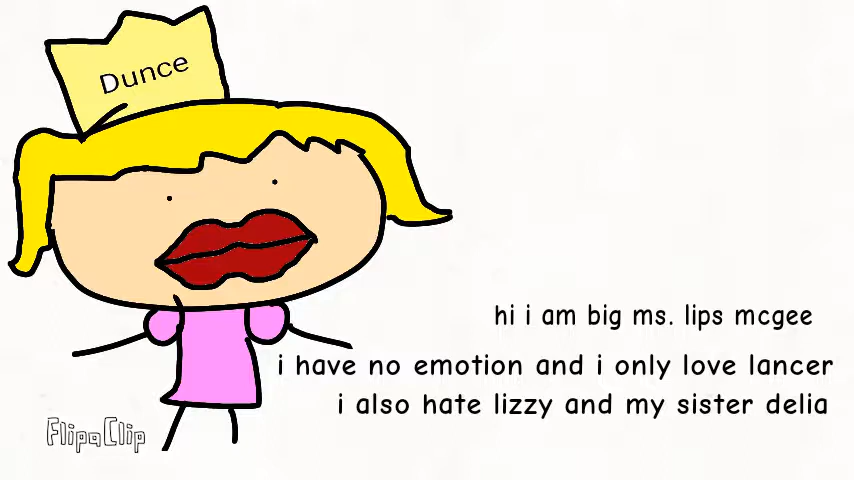 Dunce
hi i am big ms. lips mcgee
i have no emotion and i only love lancer
i also hate lizzy and my sister delia
FlipaClip